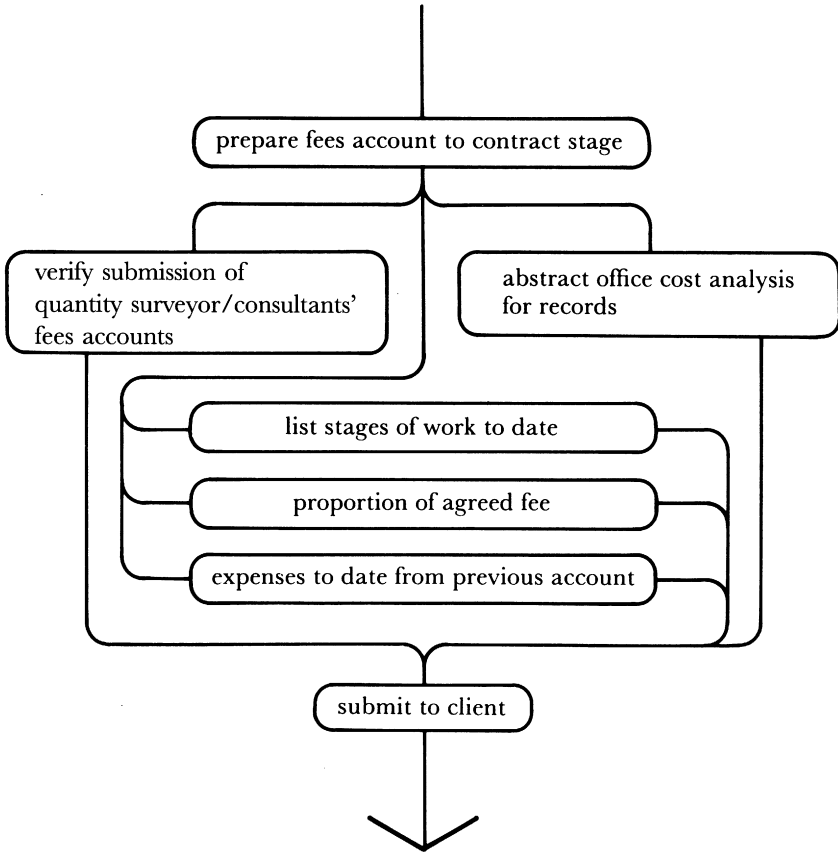 prepare fees account to contract stage
verify submission of
quantity surveyor/consultants’
fees accounts
abstract office cost analysis
for records
list stages of work to date
proportion of agreed fee
expenses to date from previous account
submit to client